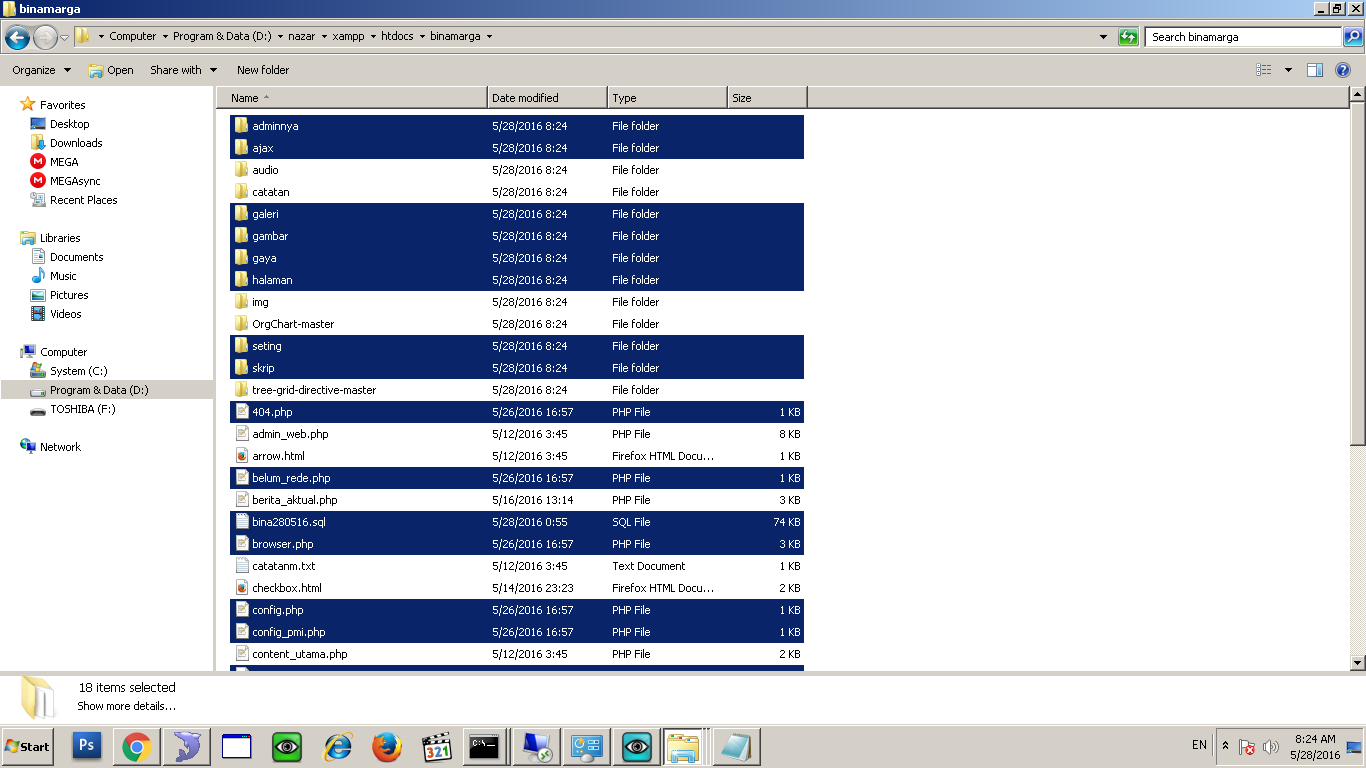 binamarga
Computer Program & Data (D:) nazar xampp htdocs binamarga Search binamarga
Organize Open Share with New folder
Favorites
Desktop
Downloads
MEGA
MEGAsync
Recent Places
Libraries
Documents
Music
Pictures
Videos
Computer
System (C:)
Program & Data (D:)
TOSHIBA (F:)
Network
Name Date modified Type Size
adminnya 5/28/2016 8:24 File folder
ajax 5/28/2016 8:24 File folder
audio 5/28/2016 8:24 File folder
catatan 5/28/2016 8:24 File folder
galeri 5/28/2016 8:24 File folder
gambar 5/28/2016 8:24 File folder
gaya 5/28/2016 8:24 File folder
halaman 5/28/2016 8:24 File folder
img 5/28/2016 8:24 File folder
OrgChart-master 5/28/2016 8:24 File folder
seting 5/28/2016 8:24 File folder
skrip 5/28/2016 8:24 File folder
tree-grid-directive-master 5/28/2016 8:24 File folder
404.php 5/26/2016 16:57 PHP File 1 KB
admin_web.php 5/12/2016 3:45 PHP File 8 KB
arrow.html 5/12/2016 3:45 Firefox HTML Docu... 1 KB
belum_rede.php 5/26/2016 16:57 PHP File 1 KB
berita_aktual.php 5/16/2016 13:14 PHP File 3 KB
bina280516.sql 5/28/2016 0:55 SQL File 74 KB
browser.php 5/26/2016 16:57 PHP File 3 KB
catatanm.txt 5/12/2016 3:45 Text Document 1 KB
checkbox.html 5/14/2016 23:23 Firefox HTML Docu... 2 KB
config.php 5/26/2016 16:57 PHP File 1 KB
config_pmi.php 5/26/2016 16:57 PHP File 1 KB
content_utama.php 5/12/2016 3:45 PHP File 2 KB
18 items selected
Show more details...
Start Ps 321 C:\_ EN 8:24 AM
5/28/2016